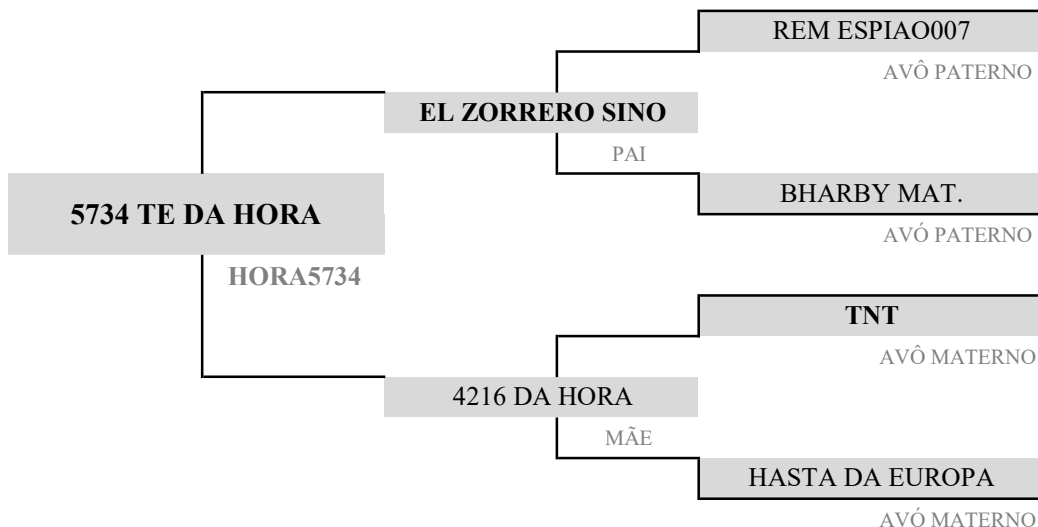 REM ESPIAO007
AVÔ PATERNO
EL ZORRERO SINO
PAI
BHARBY MAT.
AVÓ PATERNO
5734 TE DA HORA
HORA5734
TNT
AVÔ MATERNO
4216 DA HORA
MÃE
HASTA DA EUROPA
AVÓ MATERNO